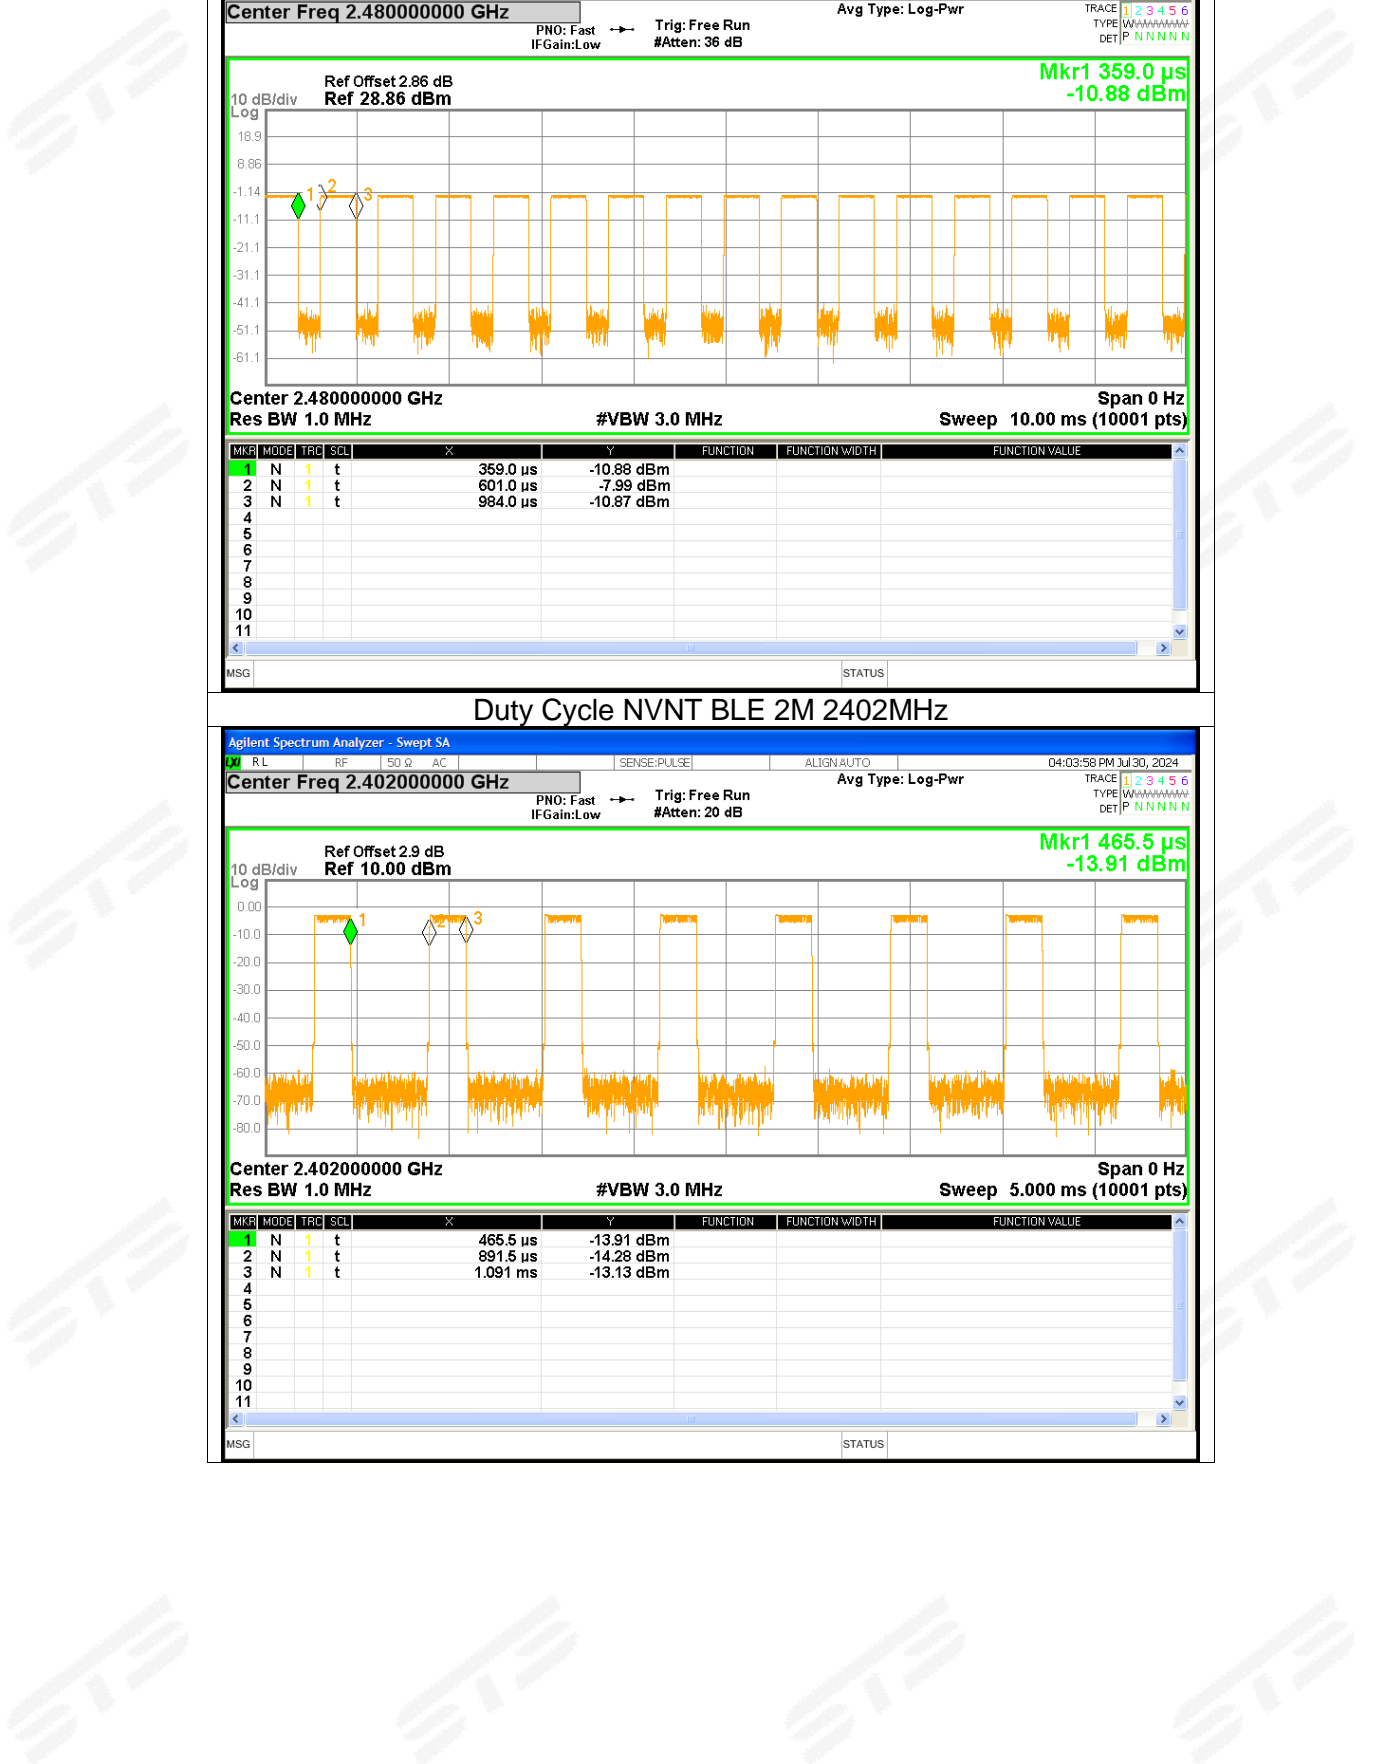 Center Freq 2.480000000 GHz
Avg Type: Log-Pwr
TRACE 1 2 3 4 5 6
PNO: Fast
Trig: Free Run
TYPE
IFGain:Low
#Atten: 36 dB
DET P N N N N N
Mkr1 359.0 µs
Ref Offset 2.86 dB
-10.88 dBm
10 dB/div
Ref 28.86 dBm
Log
18.9
8.86
-1.14
1 2 3
-11.1
-21.1
-31.1
-41.1
-51.1
-61.1
Center 2.480000000 GHz
Span 0 Hz
Res BW 1.0 MHz
#VBW 3.0 MHz
Sweep 10.00 ms (10001 pts)
MKR MODE TRC SCL X Y FUNCTION FUNCTION WIDTH FUNCTION VALUE
1 N 1 t 359.0 µs -10.88 dBm
2 N 1 t 601.0 µs -7.99 dBm
3 N 1 t 984.0 µs -10.87 dBm
4
5
6
7
8
9
10
11
MSG
STATUS
Duty Cycle NVNT BLE 2M 2402MHz
Agilent Spectrum Analyzer - Swept SA
LXI RL RF 50 Ω AC SENSE:PULSE ALIGN AUTO 04:03:58 PM Jul 30, 2024
Center Freq 2.402000000 GHz
Avg Type: Log-Pwr
TRACE 1 2 3 4 5 6
PNO: Fast
Trig: Free Run
TYPE
IFGain:Low
#Atten: 20 dB
DET P N N N N N
Mkr1 465.5 µs
Ref Offset 2.9 dB
-13.91 dBm
10 dB/div
Ref 10.00 dBm
Log
0.00
1 2 3
-10.0
-20.0
-30.0
-40.0
-50.0
-60.0
-70.0
-80.0
Center 2.402000000 GHz
Span 0 Hz
Res BW 1.0 MHz
#VBW 3.0 MHz
Sweep 5.000 ms (10001 pts)
MKR MODE TRC SCL X Y FUNCTION FUNCTION WIDTH FUNCTION VALUE
1 N 1 t 465.5 µs -13.91 dBm
2 N 1 t 891.5 µs -14.28 dBm
3 N 1 t 1.091 ms -13.13 dBm
4
5
6
7
8
9
10
11
MSG
STATUS